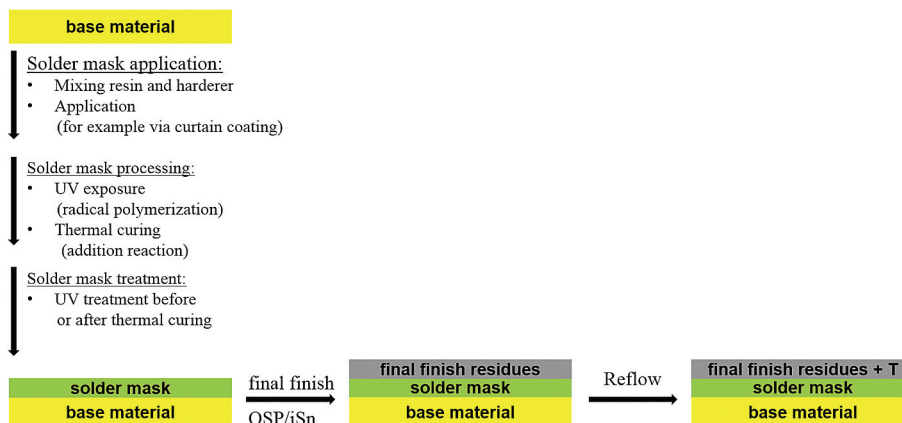 base material
Solder mask application:
• Mixing resin and harderer
• Application
(for example via curtain coating)
Solder mask processing:
• UV exposure
(radical polymerization)
• Thermal curing
(addition reaction)
Solder mask treatment:
• UV treatment before
or after thermal curing
solder mask
base material
final finish
OSP/iSn
final finish residues
solder mask
base material
Reflow
final finish residues + T
solder mask
base material